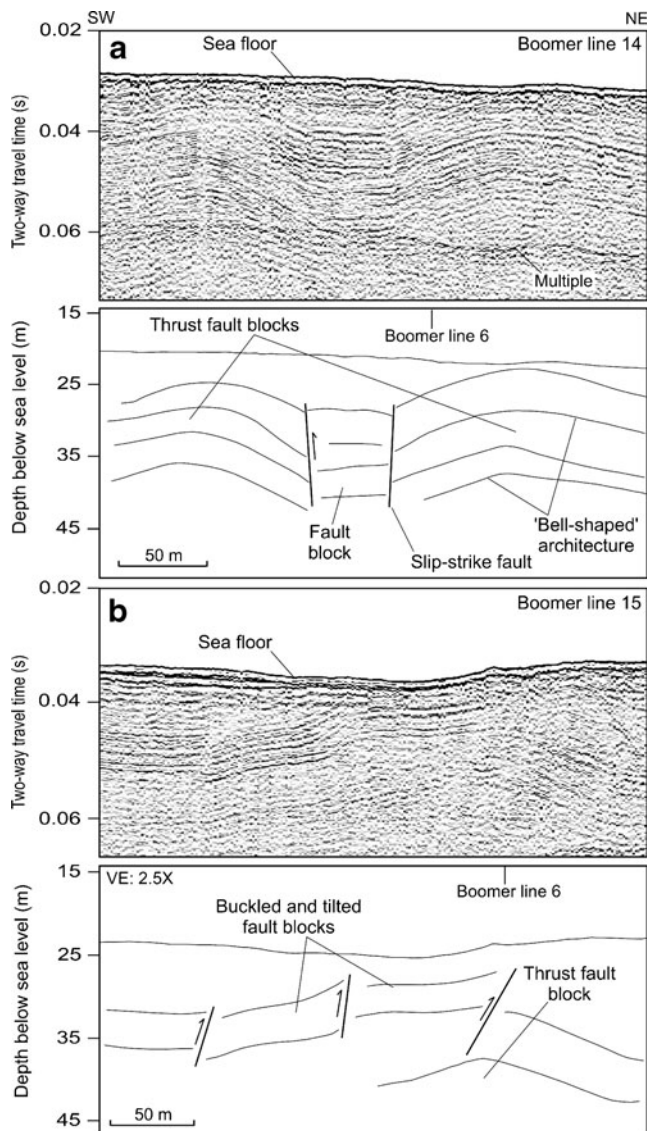 SW NE
0.02
a
Sea floor
Boomer line 14
0.04
Two-way travel time (s)
0.06
Multiple
15
Thrust fault blocks
Boomer line 6
25
Depth below sea level (m)
35
45
Fault
block
Slip-strike fault
'Bell-shaped'
architecture
50 m
0.02
b
Boomer line 15
Sea floor
0.04
Two-way travel time (s)
0.06
15
VE: 2.5X
Boomer line 6
Buckled and tilted
fault blocks
25
Thrust fault
block
Depth below sea level (m)
35
45
50 m